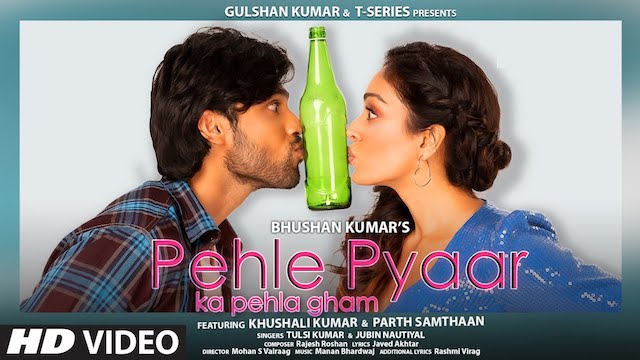 GULSHAN KUMAR & T-SERIES PRESENTS
BHUSHAN KUMAR'S
Pehle Pyaar
ka pehla gham
FEATURING KHUSHALI KUMAR & PARTH SAMTHAAN
SINGERS TULSI KUMAR & JUBIN NAUTIYAL
COMPOSER Rajesh Roshan LYRICS Javed Akhtar
DIRECTOR Mohan S Vairaag MUSIC Manan Bhardwaj ADDITIONAL LYRICS Rashmi Virag
HD VIDEO